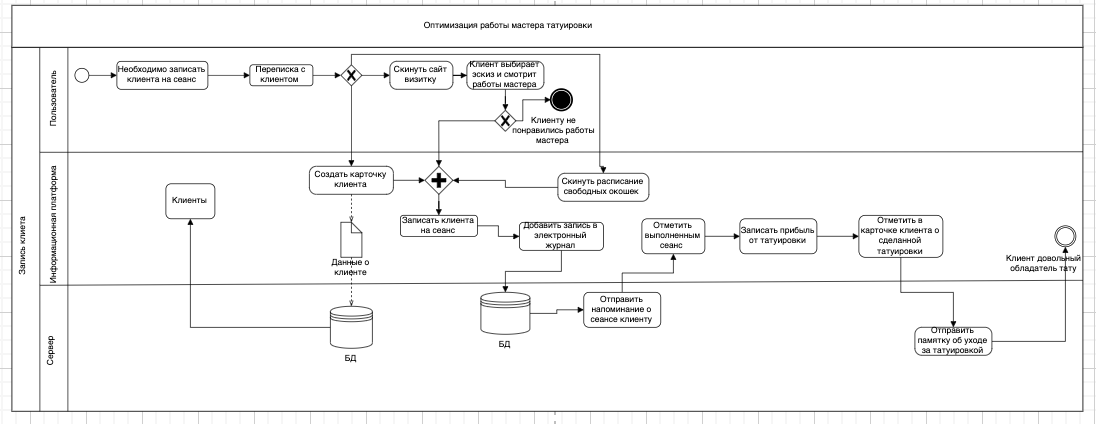 Оптимизация работы мастера татуировки
Запись клиета
Пользователь
Необходимо записать
клиента на сеанс
Переписка с
клиентом
Скинуть сайт
визитку
Клиент выбирает
эскиз и смотрит
работы мастера
Клиенту не
понравились работы
мастера
Информационная платформа
Клиенты
Создать карточку
клиента
Данные о
клиенте
Записать клиента
на сеанс
Скинуть расписание
свободных окошек
Добавить запись в
электронный
журнал
Отметить
выполненным
сеанс
Записать прибыль
от татуировки
Отметить в
карточке клиента о
сделанной
татуировки
Клиент довольный
обладатель тату
Сервер
БД
БД
Отправить
напоминание о
сеансе клиенту
Отправить
памятку об уходе
за татуировкой